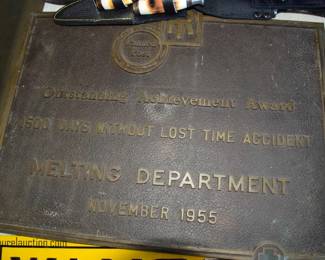 Outstanding Achievement Award
1500 DAYS WITHOUT LOST TIME ACCIDENT
MELTING DEPARTMENT
NOVEMBER 1955